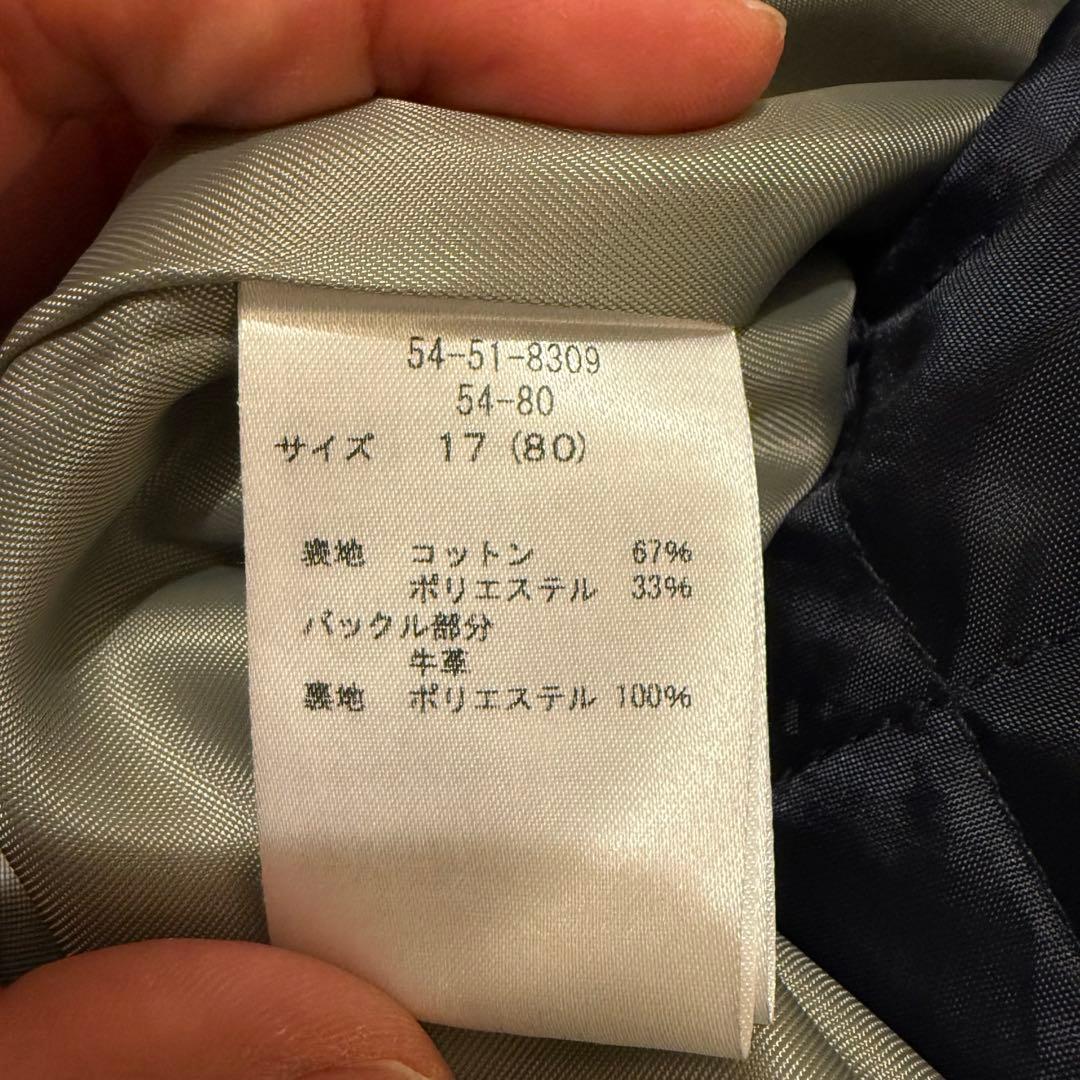 54-51-8309
54-80
サイズ 17 (80)
表地 コットン 67%
ポリエステル 33%
バックル部分
牛革
裏地 ポリエステル 100%